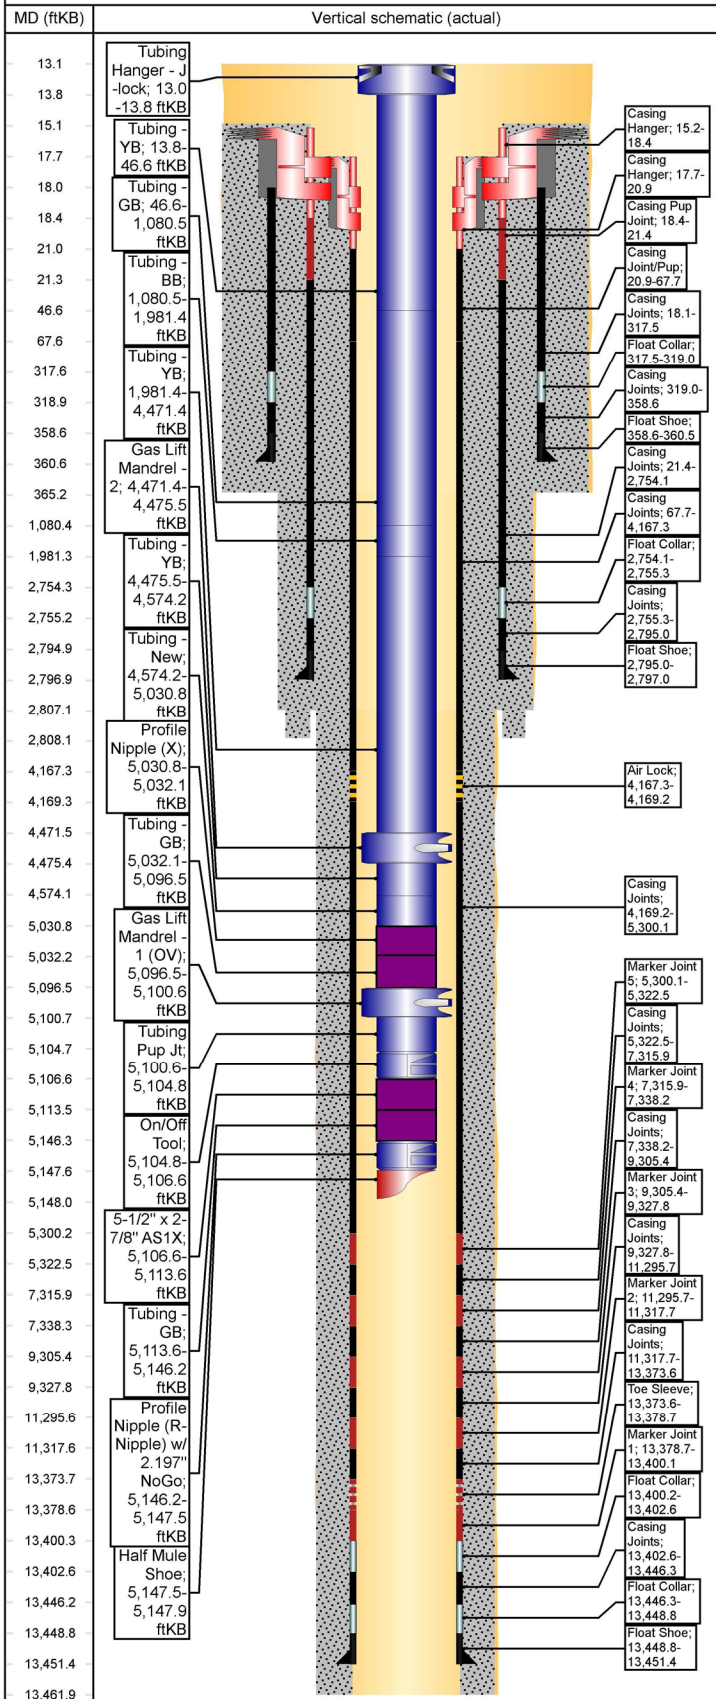 MD (ftKB)
Vertical schematic (actual)
13.1
13.8
15.1
17.7
18.0
18.4
21.0
21.3
46.6
67.6
317.6
318.9
358.6
360.6
365.2
1,080.4
1,981.3
2,754.3
2,755.2
2,794.9
2,796.9
2,807.1
2,808.1
4,167.3
4,169.3
4,471.5
4,475.4
4,574.1
5,030.8
5,032.2
5,096.5
5,100.7
5,104.7
5,106.6
5,113.5
5,146.3
5,147.6
5,148.0
5,300.2
5,322.5
7,315.9
7,338.3
9,305.4
9,327.8
11,295.6
11,317.6
13,373.7
13,378.6
13,400.3
13,402.6
13,446.2
13,448.8
13,451.4
13,461.9
Tubing
Hanger - J
-lock; 13.0
-13.8 ftKB
Tubing -
YB; 13.8-
46.6 ftKB
Tubing -
GB; 46.6-
1,080.5
ftKB
Tubing -
BB;
1,080.5-
1,981.4
ftKB
Tubing -
YB;
1,981.4-
4,471.4
ftKB
Gas Lift
Mandrel -
2; 4,471.4-
4,475.5
ftKB
Tubing -
YB;
4,475.5-
4,574.2
ftKB
Tubing -
New;
4,574.2-
5,030.8
ftKB
Profile
Nipple (X);
5,030.8-
5,032.1
ftKB
Tubing -
GB;
5,032.1-
5,096.5
ftKB
Gas Lift
Mandrel -
1 (OV);
5,096.5-
5,100.6
ftKB
Tubing
Pup Jt;
5,100.6-
5,104.8
ftKB
On/Off
Tool;
5,104.8-
5,106.6
ftKB
5-1/2" x 2-
7/8" AS1X;
5,106.6-
5,113.6
ftKB
Tubing -
GB;
5,113.6-
5,146.2
ftKB
Profile
Nipple (R-
Nipple) w/
2.197"
NoGo;
5,146.2-
5,147.5
ftKB
Half Mule
Shoe;
5,147.5-
5,147.9
ftKB
Casing
Hanger; 15.2-
18.4
Casing
Hanger; 17.7-
20.9
Casing Pup
Joint; 18.4-
21.4
Casing
Joint/Pup;
20.9-67.7
Casing
Joints; 18.1-
317.5
Float Collar;
317.5-319.0
Casing
Joints; 319.0-
358.6
Float Shoe;
358.6-360.5
Casing
Joints; 21.4-
2,754.1
Casing
Joints; 67.7-
4,167.3
Float Collar;
2,754.1-
2,755.3
Casing
Joints;
2,755.3-
2,795.0
Float Shoe;
2,795.0-
2,797.0
Air Lock;
4,167.3-
4,169.2
Casing
Joints;
4,169.2-
5,300.1
Marker Joint
5; 5,300.1-
5,322.5
Casing
Joints;
5,322.5-
7,315.9
Marker Joint
4; 7,315.9-
7,338.2
Casing
Joints;
7,338.2-
9,305.4
Marker Joint
3; 9,305.4-
9,327.8
Casing
Joints;
9,327.8-
11,295.7
Marker Joint
2; 11,295.7-
11,317.7
Casing
Joints;
11,317.7-
13,373.6
Toe Sleeve;
13,373.6-
13,378.7
Marker Joint
1; 13,378.7-
13,400.1
Float Collar;
13,400.2-
13,402.6
Casing
Joints;
13,402.6-
13,446.3
Float Collar;
13,446.3-
13,448.8
Float Shoe;
13,448.8-
13,451.4